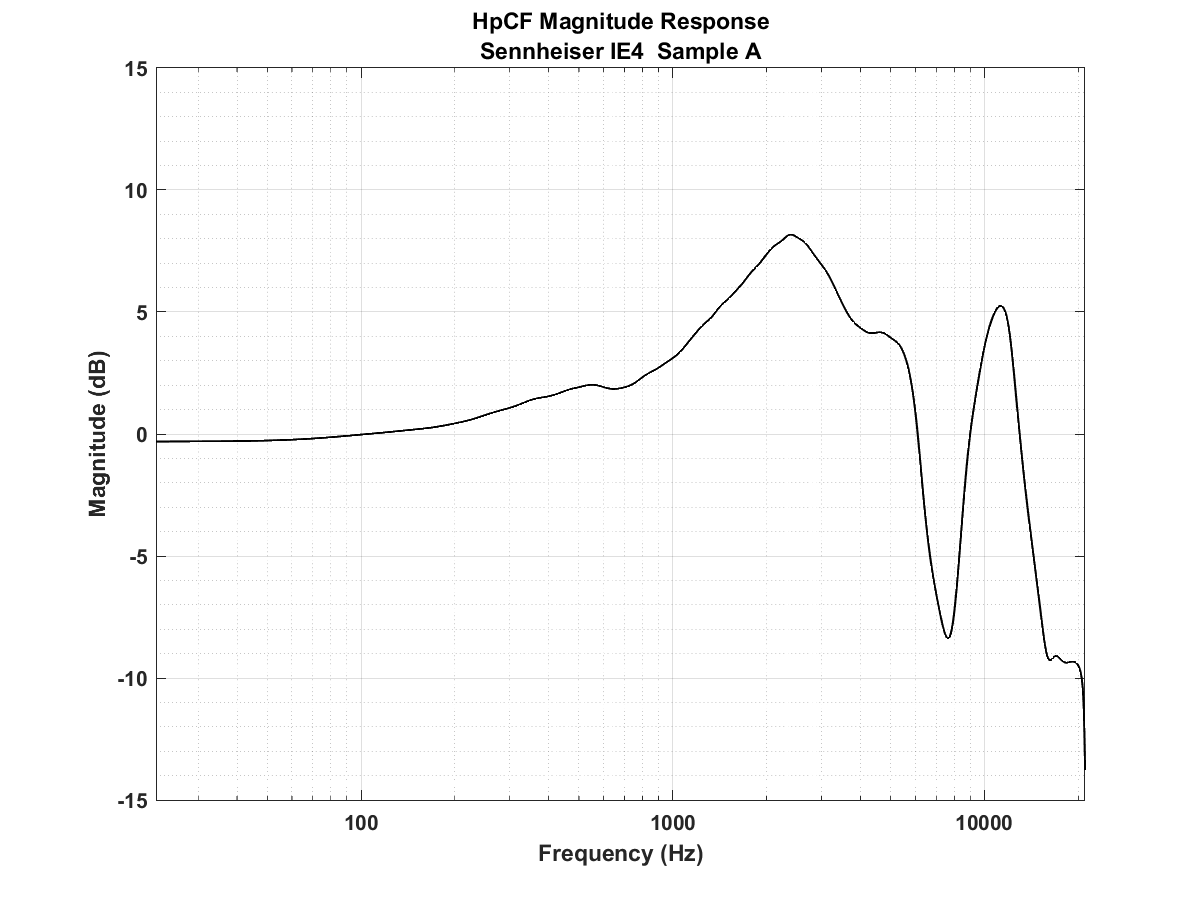 HpCF Magnitude Response
Sennheiser IE4  Sample A
15
10
5
0
-5
-10
-15
Magnitude (dB)
100
1000
10000
Frequency (Hz)